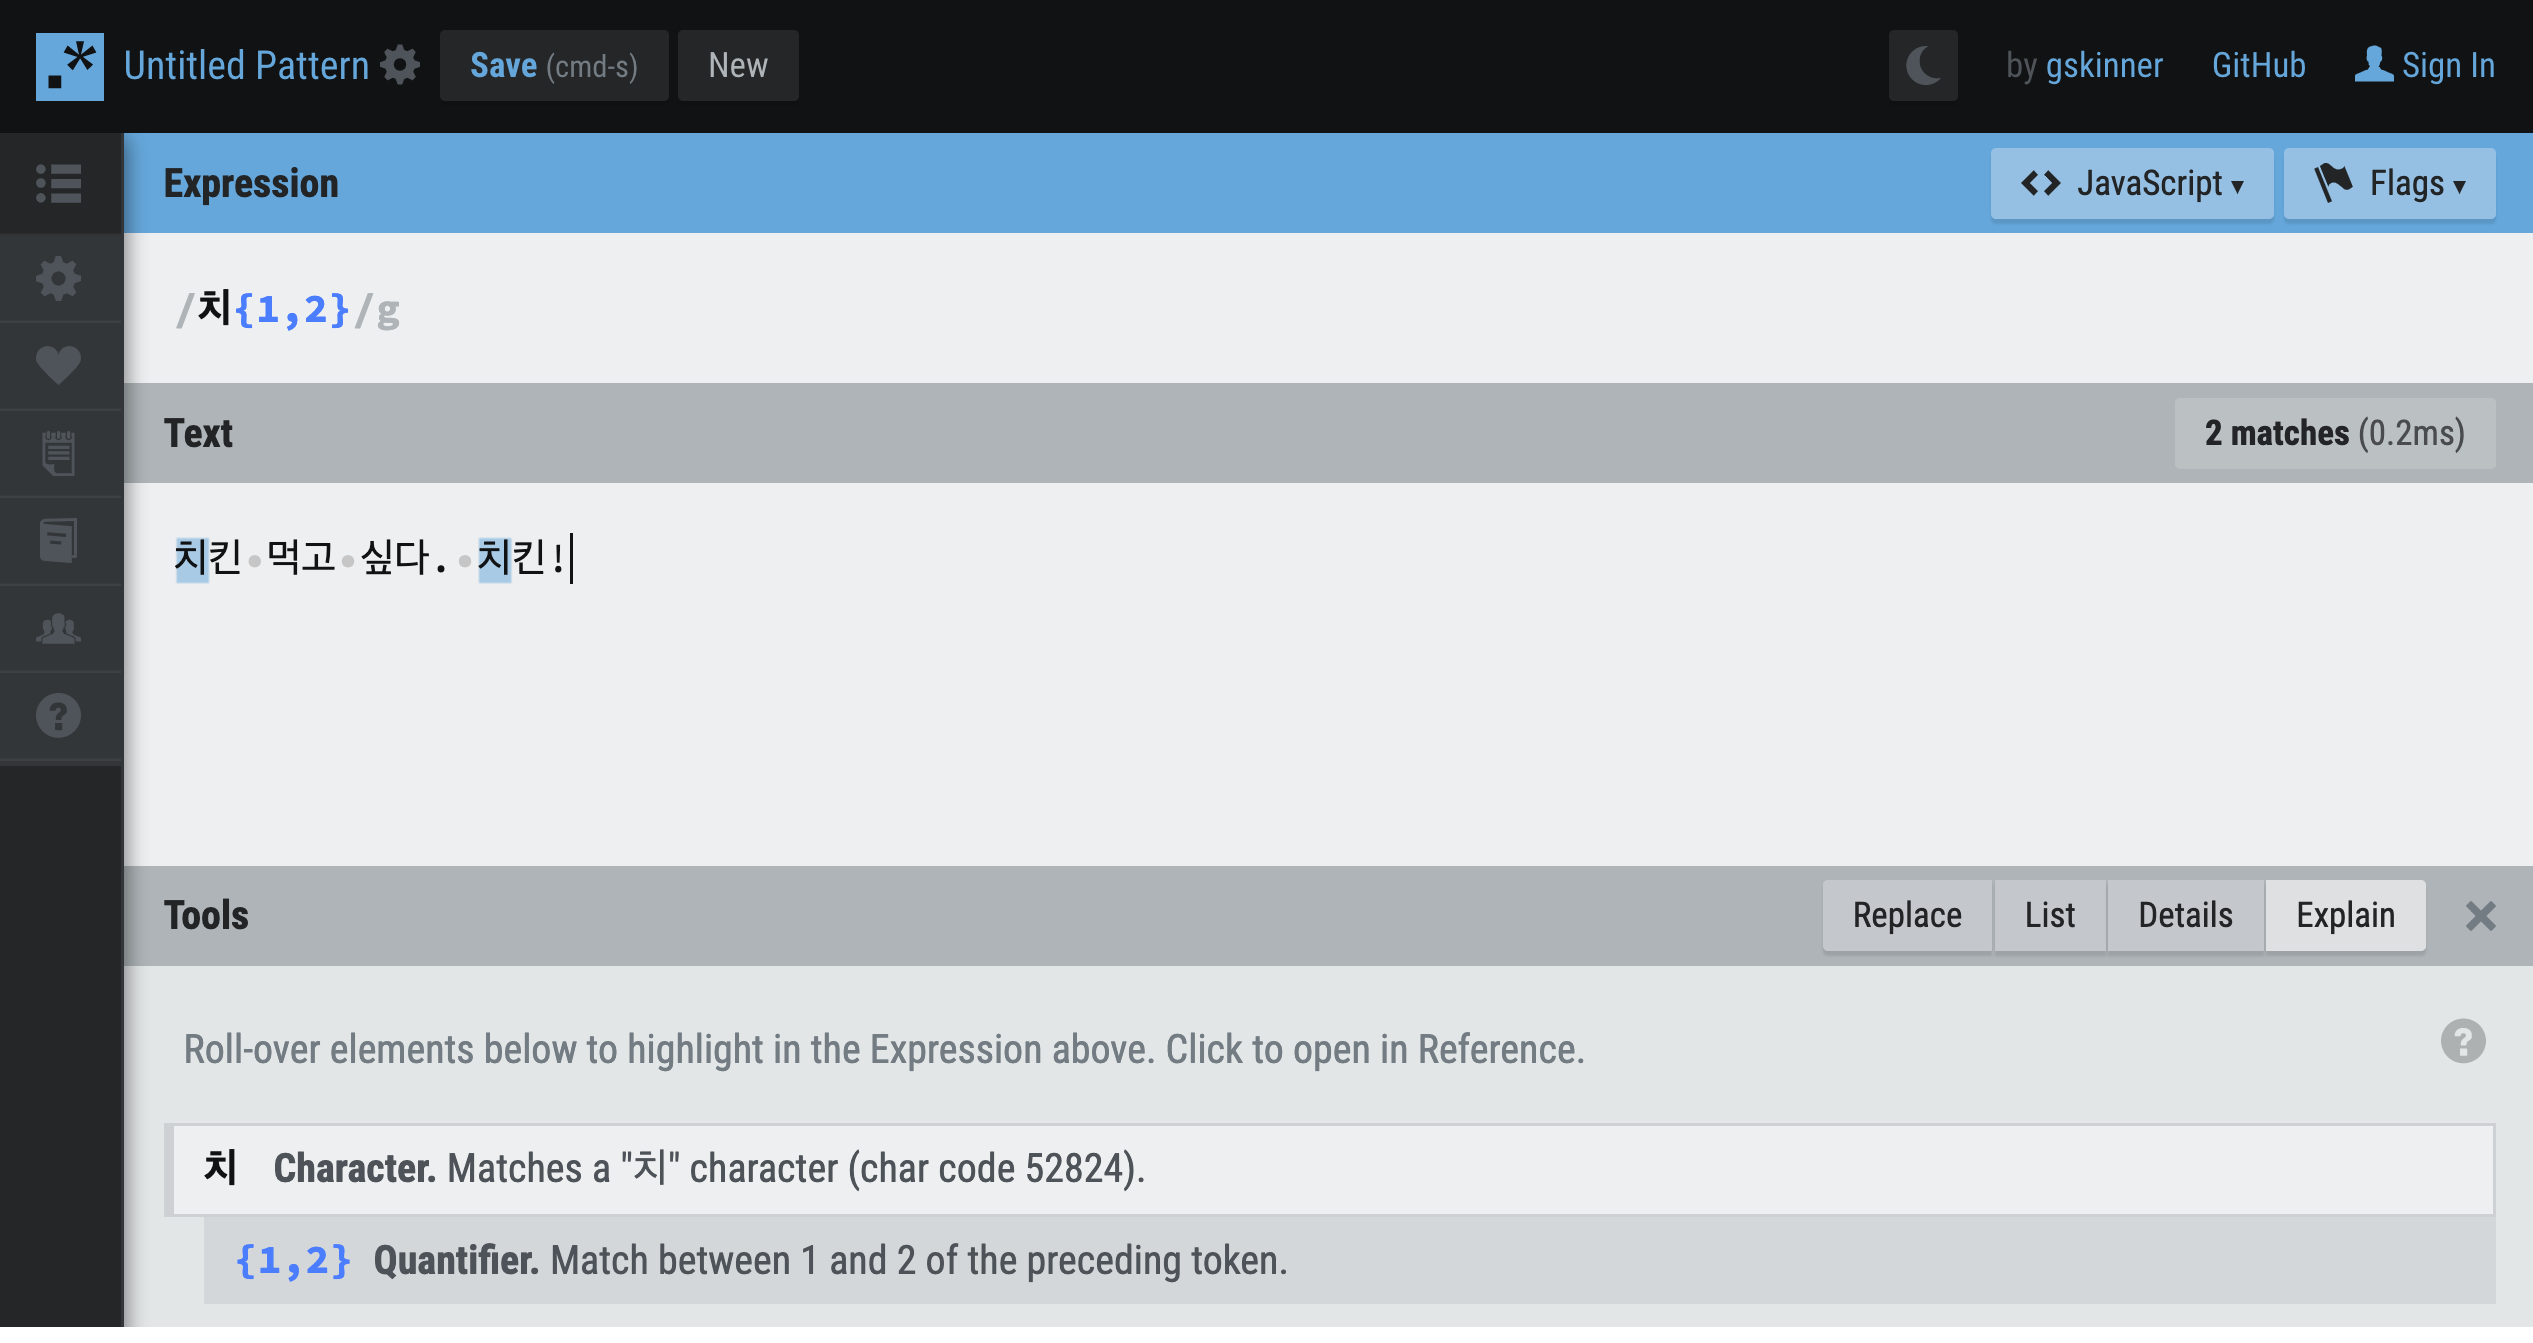 .* Untitled Pattern Save (cmd-s) New by gskinner GitHub Sign In
Expression JavaScript ▾ Flags ▾
/치{1,2}/g
Text 2 matches (0.2ms)
치킨•먹고•싶다.•치킨!
Tools Replace List Details Explain
Roll-over elements below to highlight in the Expression above. Click to open in Reference.
치 Character. Matches a "치" character (char code 52824).
{1,2} Quantifier. Match between 1 and 2 of the preceding token.